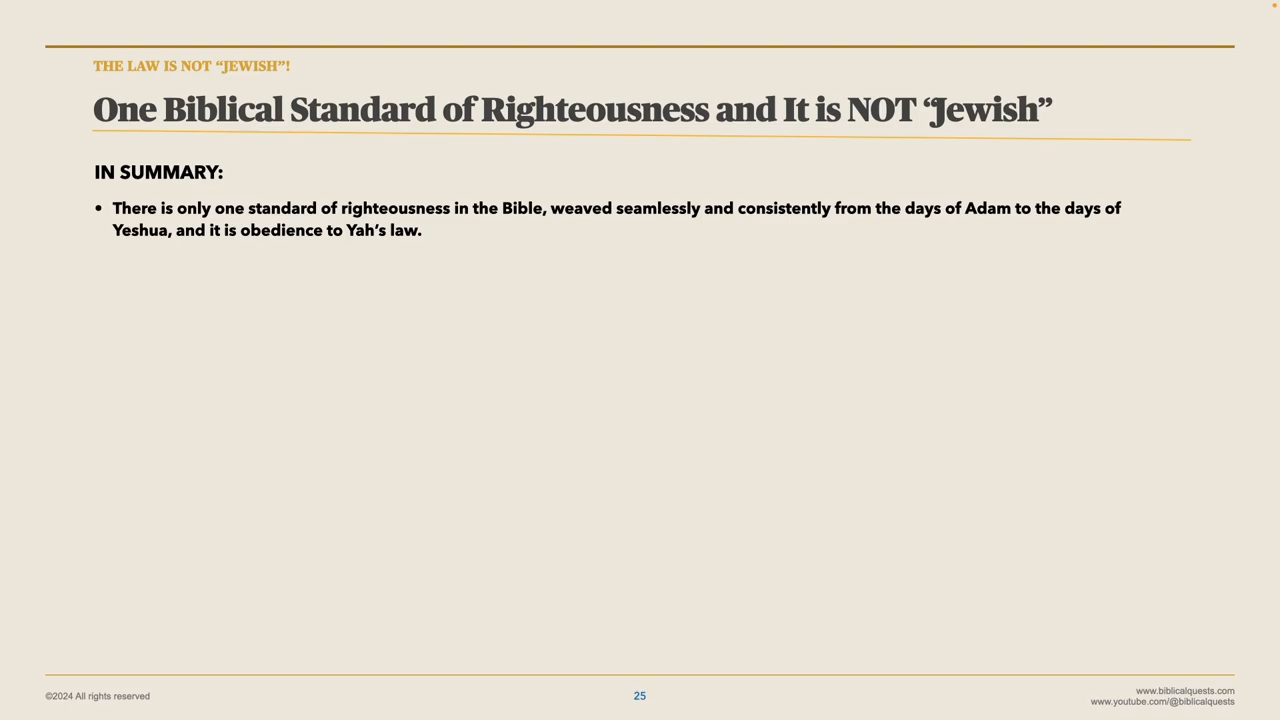 THE LAW IS NOT “JEWISH”!
One Biblical Standard of Righteousness and It is NOT “Jewish”
IN SUMMARY:
• There is only one standard of righteousness in the Bible, weaved seamlessly and consistently from the days of Adam to the days of
Yeshua, and it is obedience to Yah’s law.
©2024 All rights reserved
25
www.biblicalquests.com
www.youtube.com/@biblicalquests